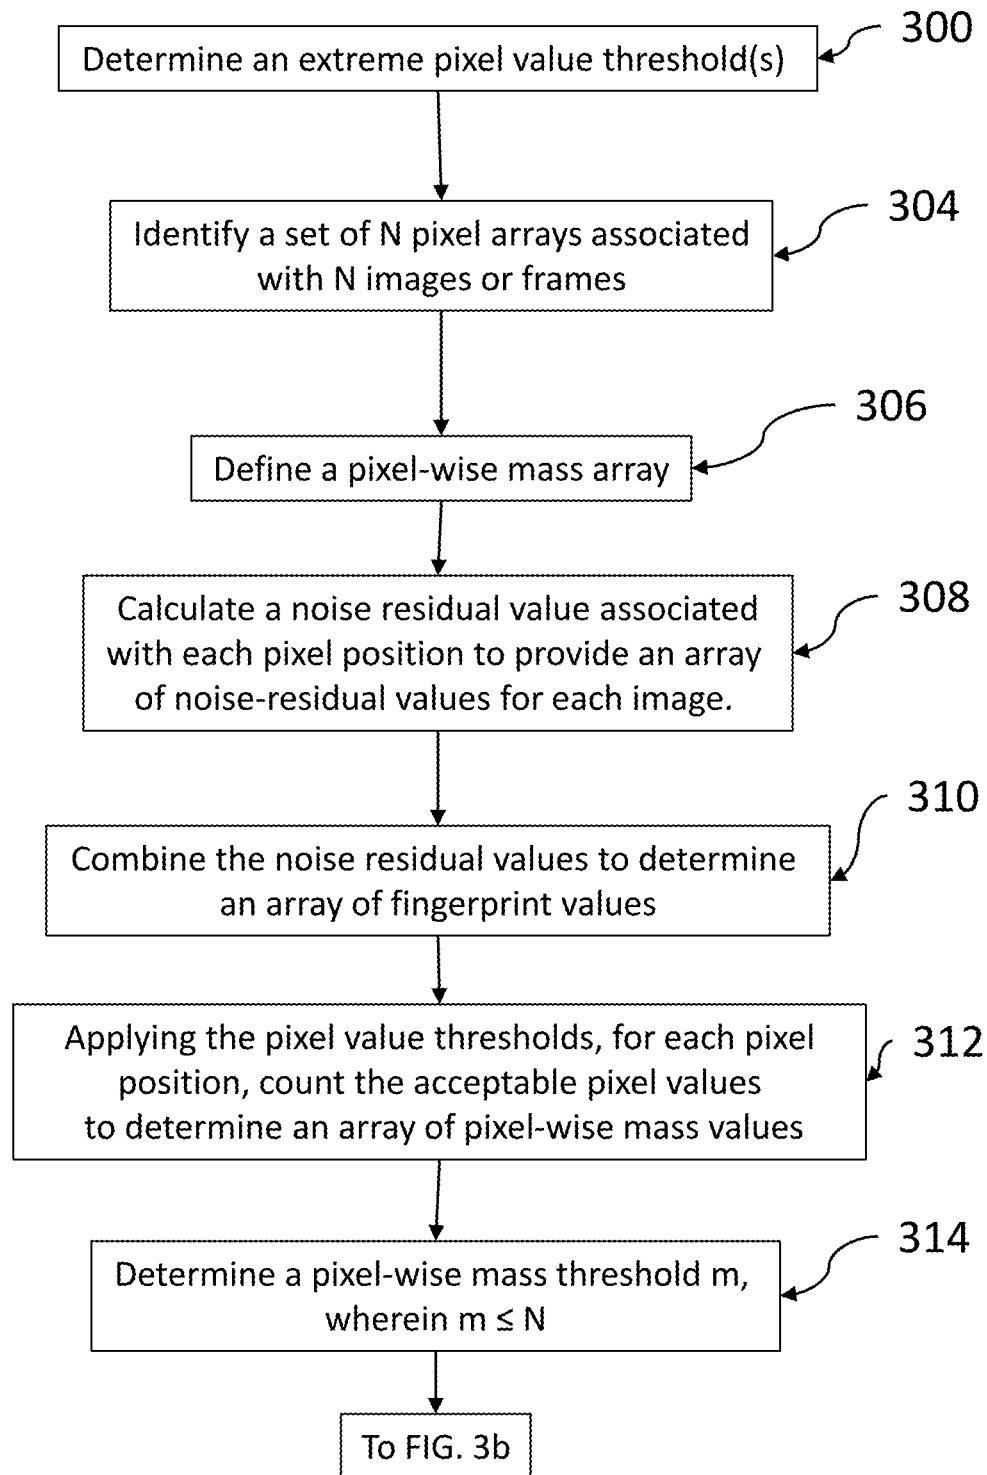 300
Determine an extreme pixel value threshold(s)
304
Identify a set of N pixel arrays associated
with N images or frames
306
Define a pixel-wise mass array
308
Calculate a noise residual value associated
with each pixel position to provide an array
of noise-residual values for each image.
310
Combine the noise residual values to determine
an array of fingerprint values
312
Applying the pixel value thresholds, for each pixel
position, count the acceptable pixel values
to determine an array of pixel-wise mass values
314
Determine a pixel-wise mass threshold m,
wherein m ≤ N
To FIG. 3b